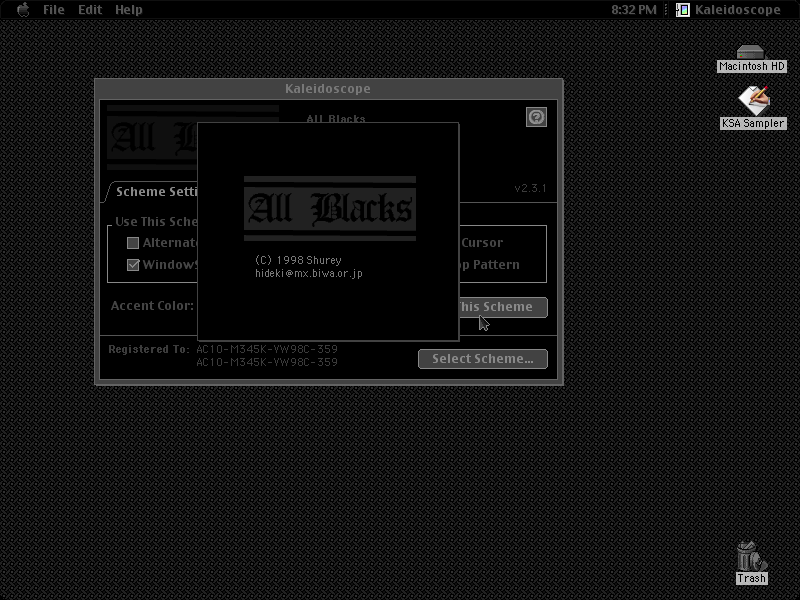 File Edit Help 8:32 PM Kaleidoscope
Macintosh HD
KSA Sampler
Kaleidoscope
All Blacks
v2.3.1
Scheme Setti
Use This Sche
Alternat
Cursor
Windows
p Pattern
Accent Color:
his Scheme
All Blacks
(C) 1998 Shurey
hideki@mx.biwa.or.jp
Registered To: AC10-M345K-YW98C-359
AC10-M345K-YW98C-359
Select Scheme...
Trash